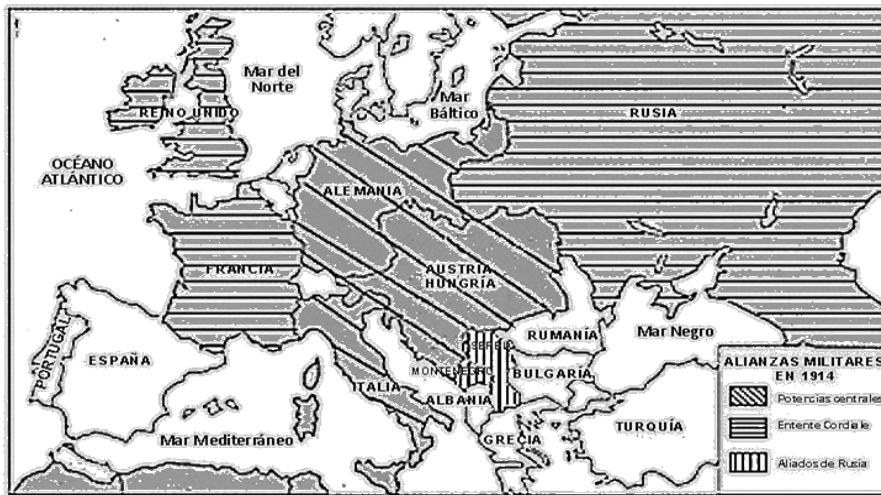 Mar del
Norte
REINO UNIDO
Mar
Báltico
RUSIA
OCÉANO
ATLÁNTICO
ALEMANIA
FRANCIA
AUSTRIA
HUNGRÍA
RUMANÍA
Mar Negro
SERBIA
PORTUGAL
ESPAÑA
MONTENEGRO
BULGARÍA
ITALIA
ALBANIA
Mar Mediterráneo
GRECIA
TURQUÍA
ALIANZAS MILITARES
EN 1914
Potencias centrales
Entente Cordiale
Aliados de Rusia